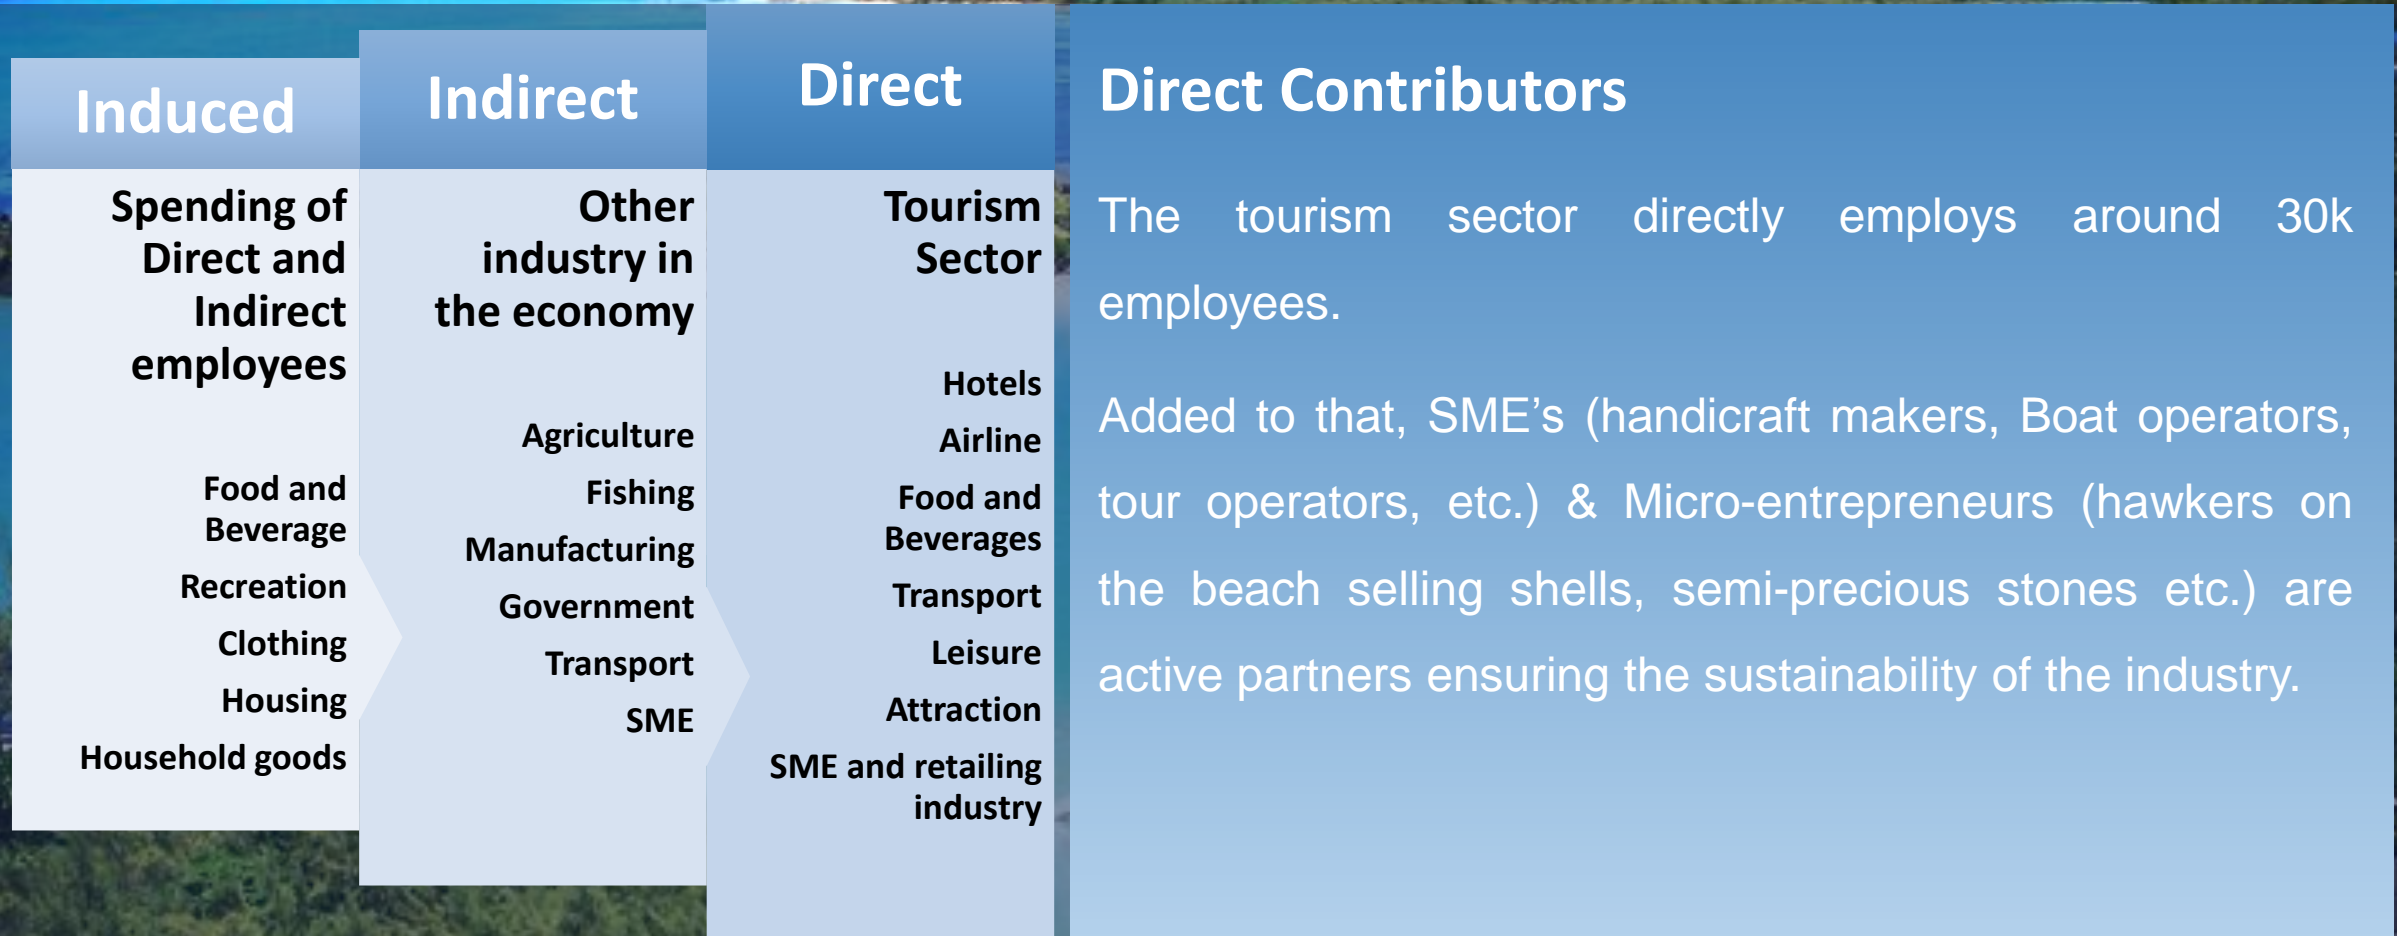 Induced
Spending of
Direct and
Indirect
employees
Food and
Beverage
Recreation
Clothing
Housing
Household goods
Indirect
Other
industry in
the economy
Agriculture
Fishing
Manufacturing
Government
Transport
SME
Direct
Tourism
Sector
Hotels
Airline
Food and
Beverages
Transport
Leisure
Attraction
SME and retailing
industry
Direct Contributors
The tourism sector directly employs around 30k
employees.
Added to that, SME’s (handicraft makers, Boat operators,
tour operators, etc.) & Micro-entrepreneurs (hawkers on
the beach selling shells, semi-precious stones etc.) are
active partners ensuring the sustainability of the industry.